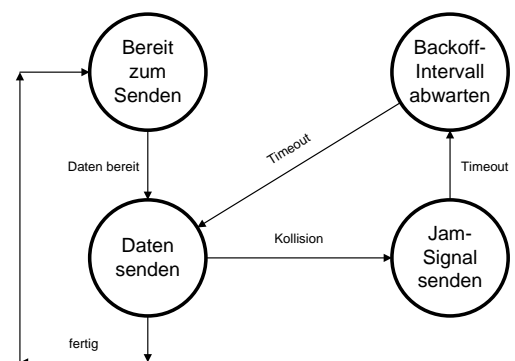 Bereit
zum
Senden
Backoff-
Intervall
abwarten
Timeout
Daten bereit
Timeout
Daten
senden
Kollision
Jam-
Signal
senden
fertig